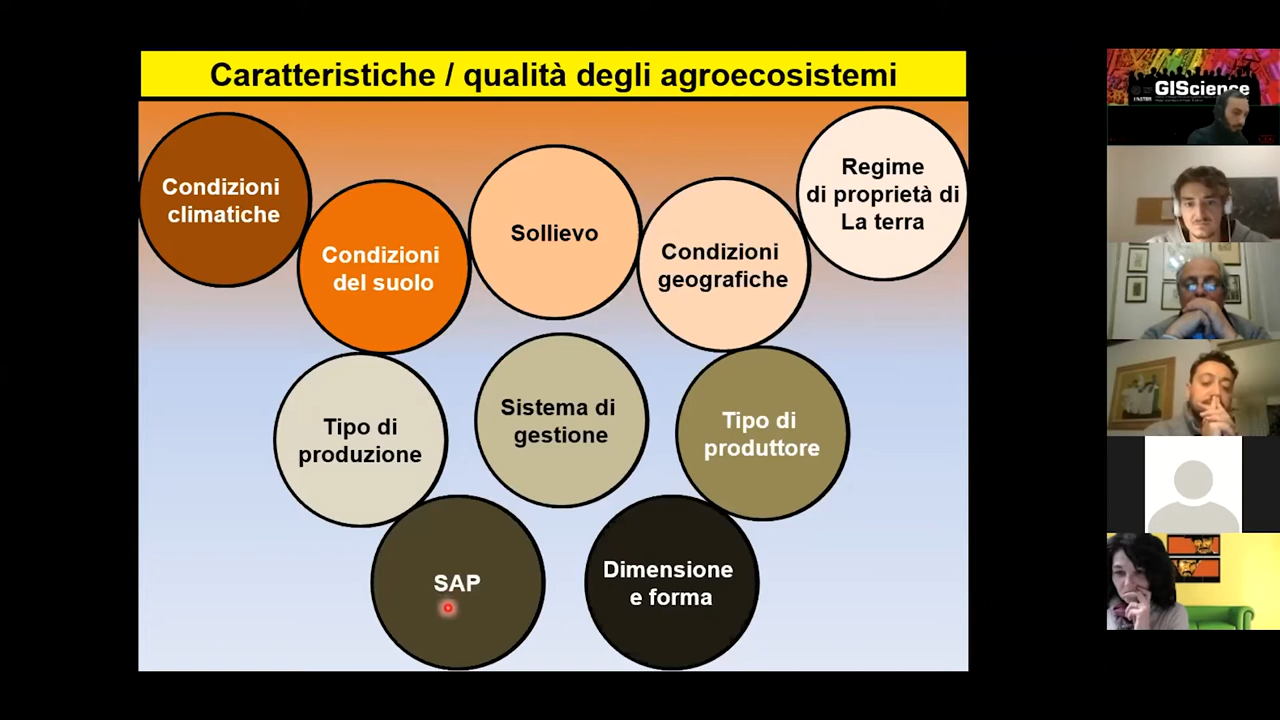 Caratteristiche / qualità degli agroecosistemi
Condizioni
climatiche
Condizioni
del suolo
Sollievo
Condizioni
geografiche
Regime
di proprietà di
La terra
Tipo di
produzione
Sistema di
gestione
Tipo di
produttore
SAP
Dimensione
e forma
GIScience